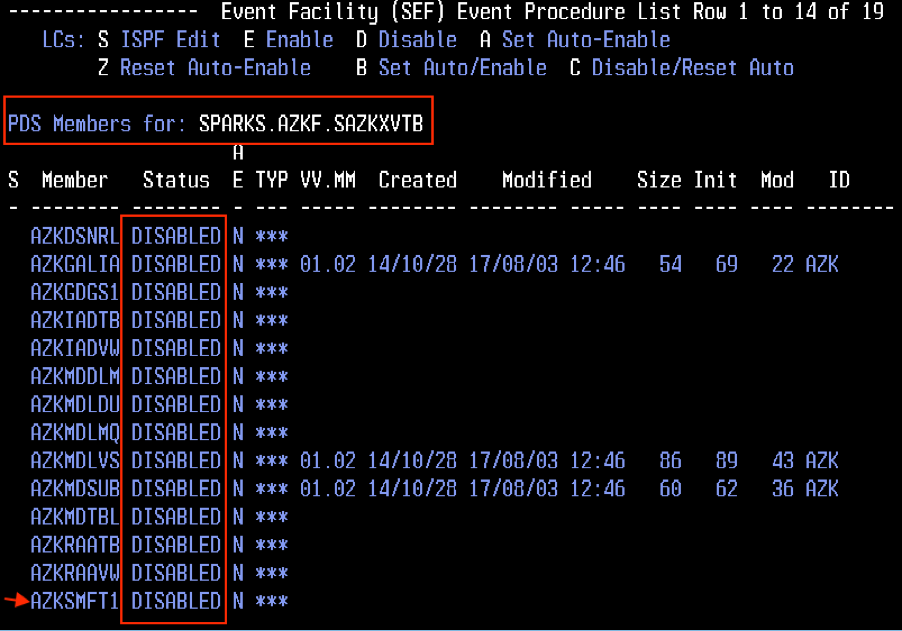 ----------------- Event Facility (SEF) Event Procedure List Row 1 to 14 of 19
LCs: S ISPF Edit E Enable D Disable A Set Auto-Enable
Z Reset Auto-Enable B Set Auto/Enable C Disable/Reset Auto
PDS Members for: SPARKS.AZKF.SAZKXVTB
A
S Member Status E TYP VV.MM Created Modified Size Init Mod ID
- -------- --------- - --- ----- -------- -------- ----- ---- ---- ---- --------
AZKDSNRL DISABLED N ***
AZKGALIA DISABLED N *** 01.02 14/10/28 17/08/03 12:46 54 69 22 AZK
AZKGDGS1 DISABLED N ***
AZKIADTB DISABLED N ***
AZKIADVW DISABLED N ***
AZKMDDLM DISABLED N ***
AZKMDLDU DISABLED N ***
AZKMDLMQ DISABLED N ***
AZKMDLVS DISABLED N *** 01.02 14/10/28 17/08/03 12:46 86 89 43 AZK
AZKMDSUB DISABLED N *** 01.02 14/10/28 17/08/03 12:46 60 62 36 AZK
AZKMDTBL DISABLED N ***
AZKRAATB DISABLED N ***
AZKRAAVW DISABLED N ***
AZKSMFT1 DISABLED N ***